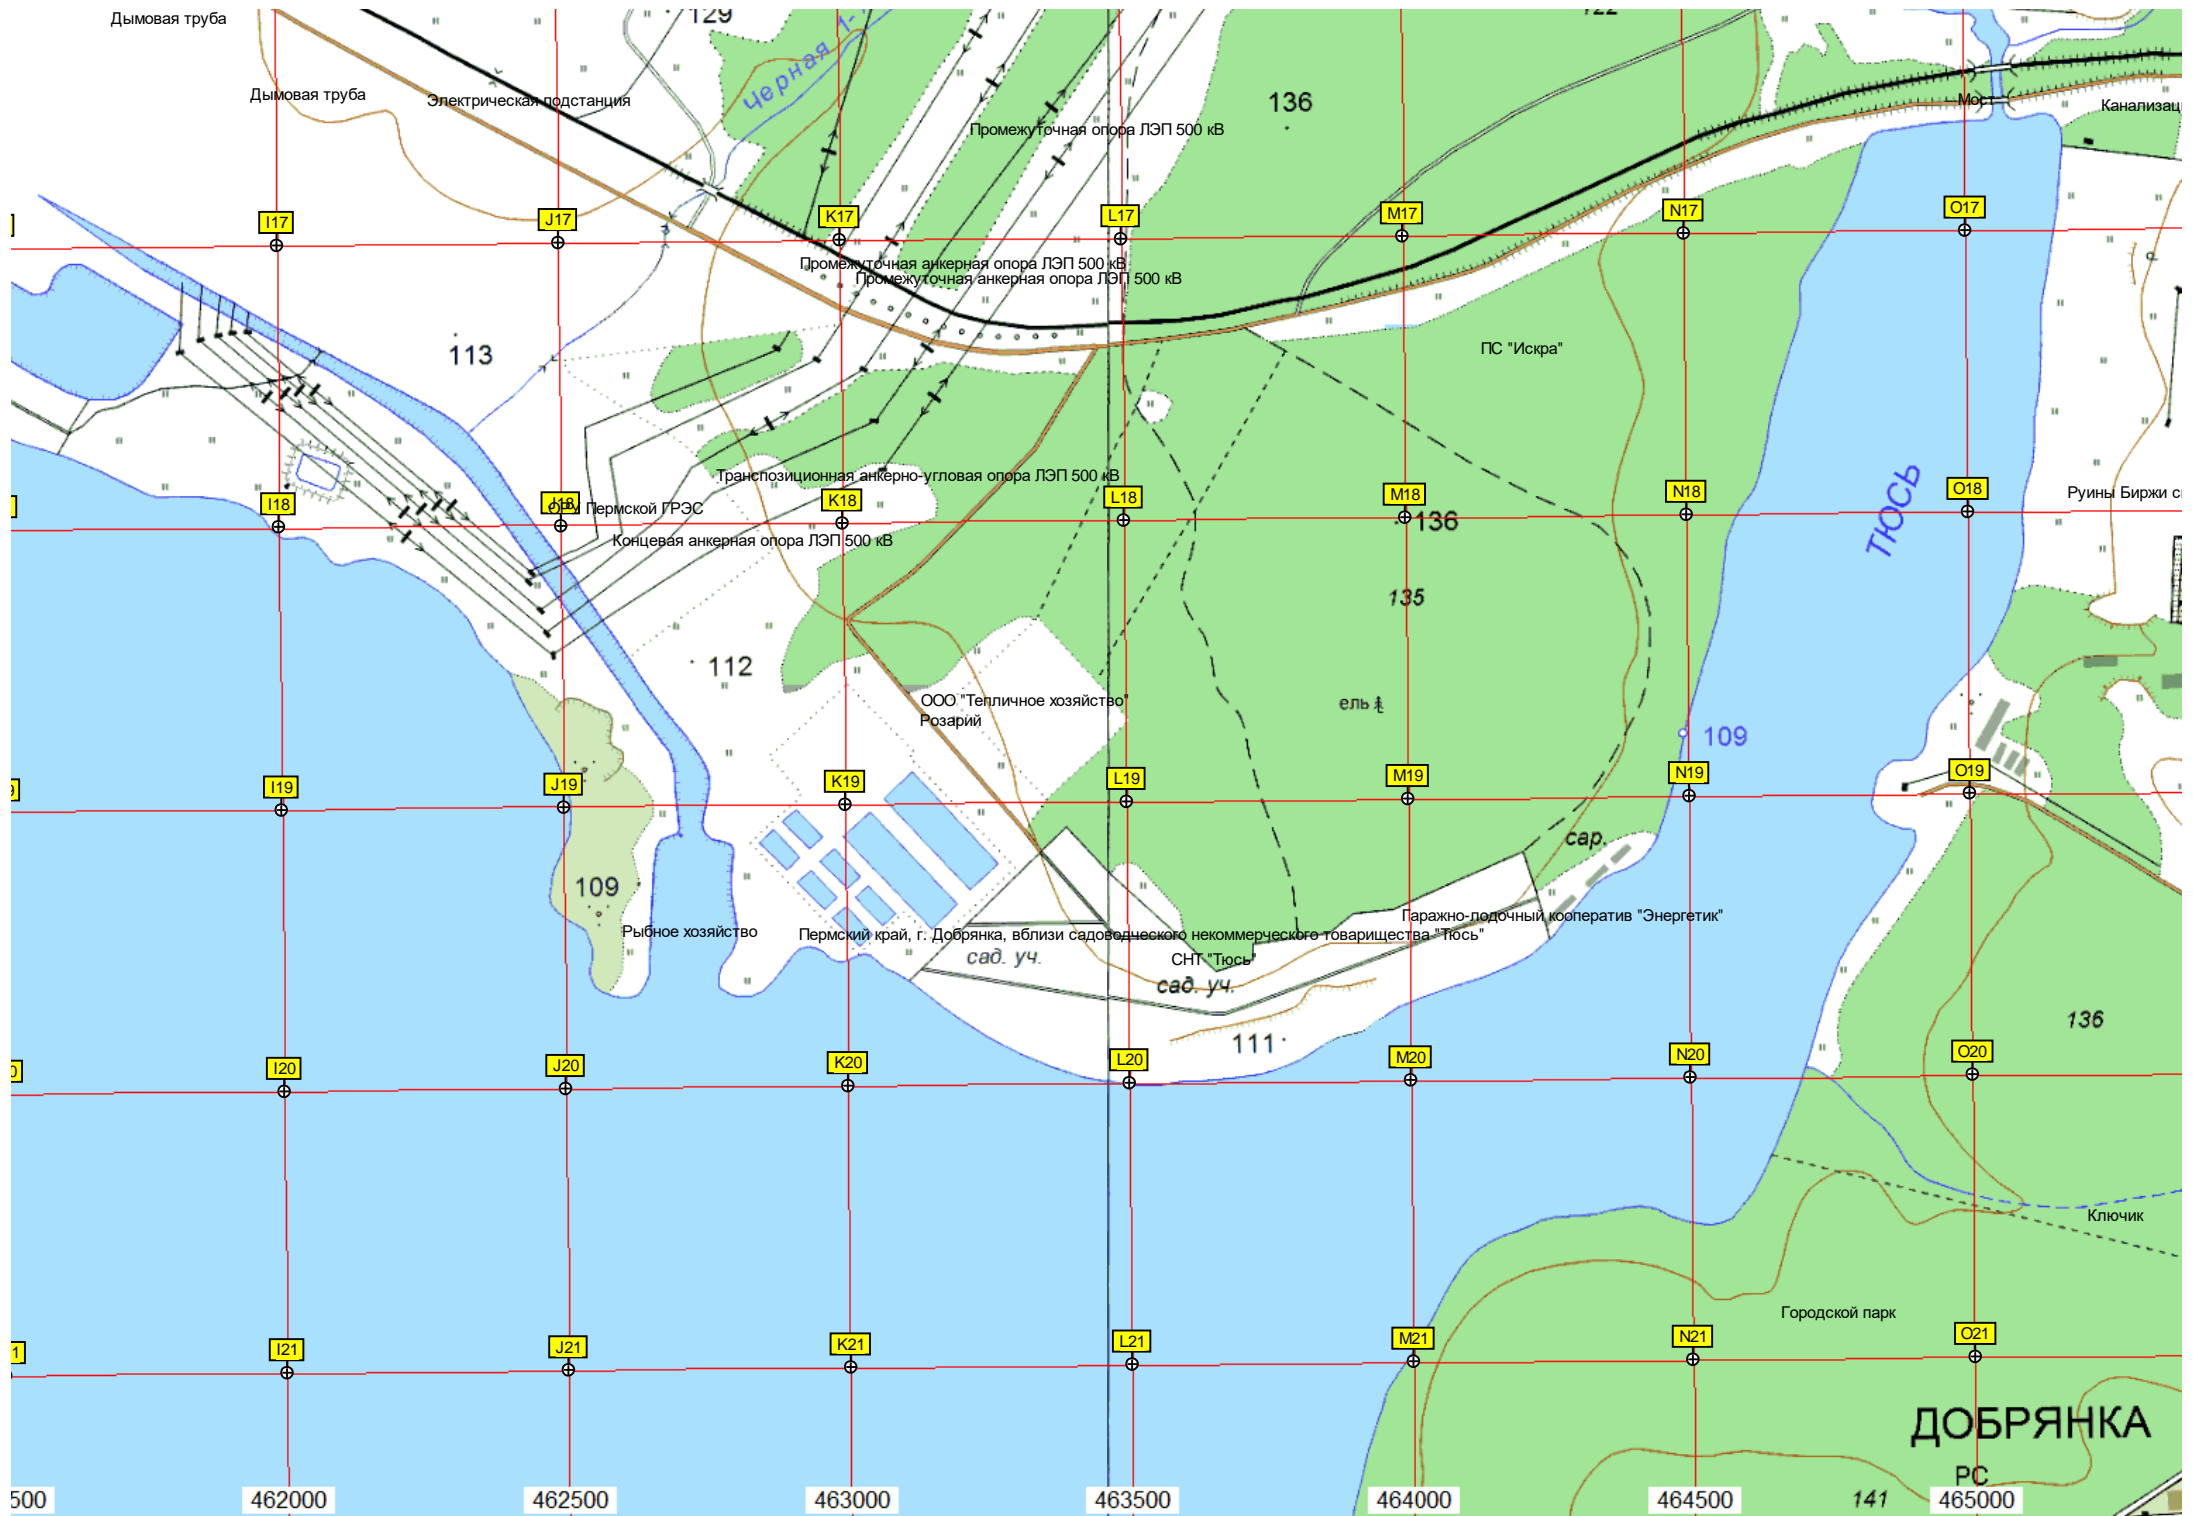 Дымовая труба
129
122
Черная 1-
Дымовая труба
Электрическая подстанция
136
Мост
Промежуточная опора ЛЭП 500 кВ
I17
J17
K17
L17
M17
N17
O17
Промежуточная анкерная опора ЛЭП 500 кВ
Промежуточная анкерная опора ЛЭП 500 кВ
113
ПС "Искра"
Транспозиционная анкерно-угловая опора ЛЭП 500 кВ
ТЮСЬ
I18
J18
K18
L18
M18
N18
O18
ОРУ Пермской ГРЭС
136
Концевая анкерная опора ЛЭП 500 кВ
135
112
ООО "Тепличное хозяйство"
Розарий
ель
109
I19
J19
K19
L19
M19
N19
O19
сар.
109
Гаражно-лодочный кооператив "Энергетик"
Рыбное хозяйство
Пермский край, г. Добрянка, вблизи садоводческого некоммерческого товарищества "Тюсь"
сад. уч.
СНТ "Тюсь"
сад. уч.
136
111
I20
J20
K20
L20
M20
N20
O20
Ключик
Городской парк
I21
J21
K21
L21
M21
N21
O21
ДОБРЯНКА
РС
141
500
462000
462500
463000
463500
464000
464500
465000